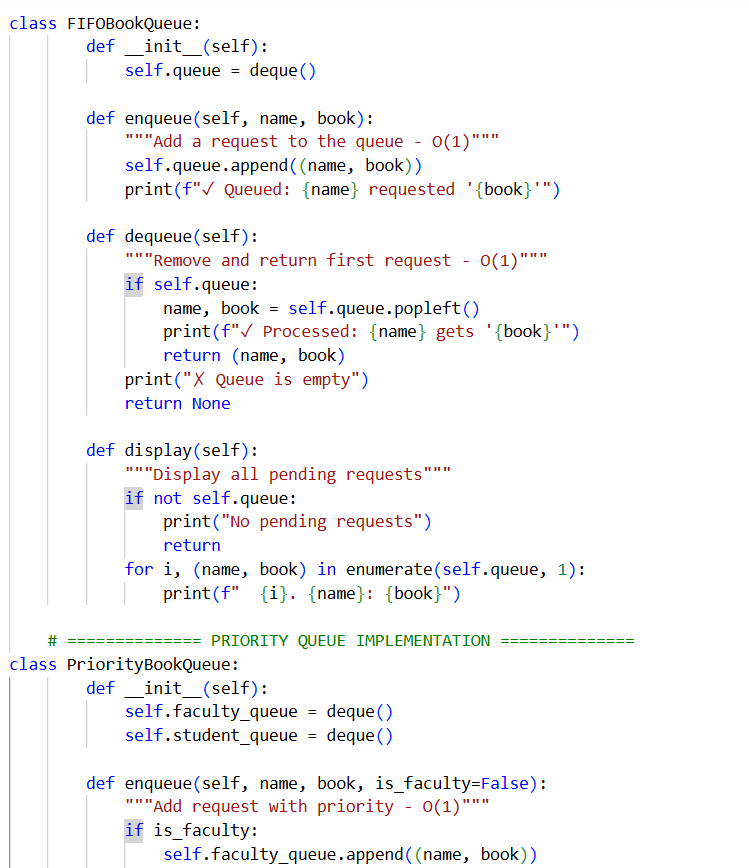 class FIFOBookQueue:
        def __init__(self):
            self.queue = deque()

        def enqueue(self, name, book):
            """Add a request to the queue - O(1)"""
            self.queue.append((name, book))
            print(f"✓ Queued: {name} requested '{book}'")

        def dequeue(self):
            """Remove and return first request - O(1)"""
            if self.queue:
                name, book = self.queue.popleft()
                print(f"✓ Processed: {name} gets '{book}'")
                return (name, book)
            print("✗ Queue is empty")
            return None

        def display(self):
            """Display all pending requests"""
            if not self.queue:
                print("No pending requests")
                return
            for i, (name, book) in enumerate(self.queue, 1):
                print(f"  {i}. {name}: {book}")

    # ============== PRIORITY QUEUE IMPLEMENTATION ==============
class PriorityBookQueue:
        def __init__(self):
            self.faculty_queue = deque()
            self.student_queue = deque()

        def enqueue(self, name, book, is_faculty=False):
            """Add request with priority - O(1)"""
            if is_faculty:
                self.faculty_queue.append((name, book))